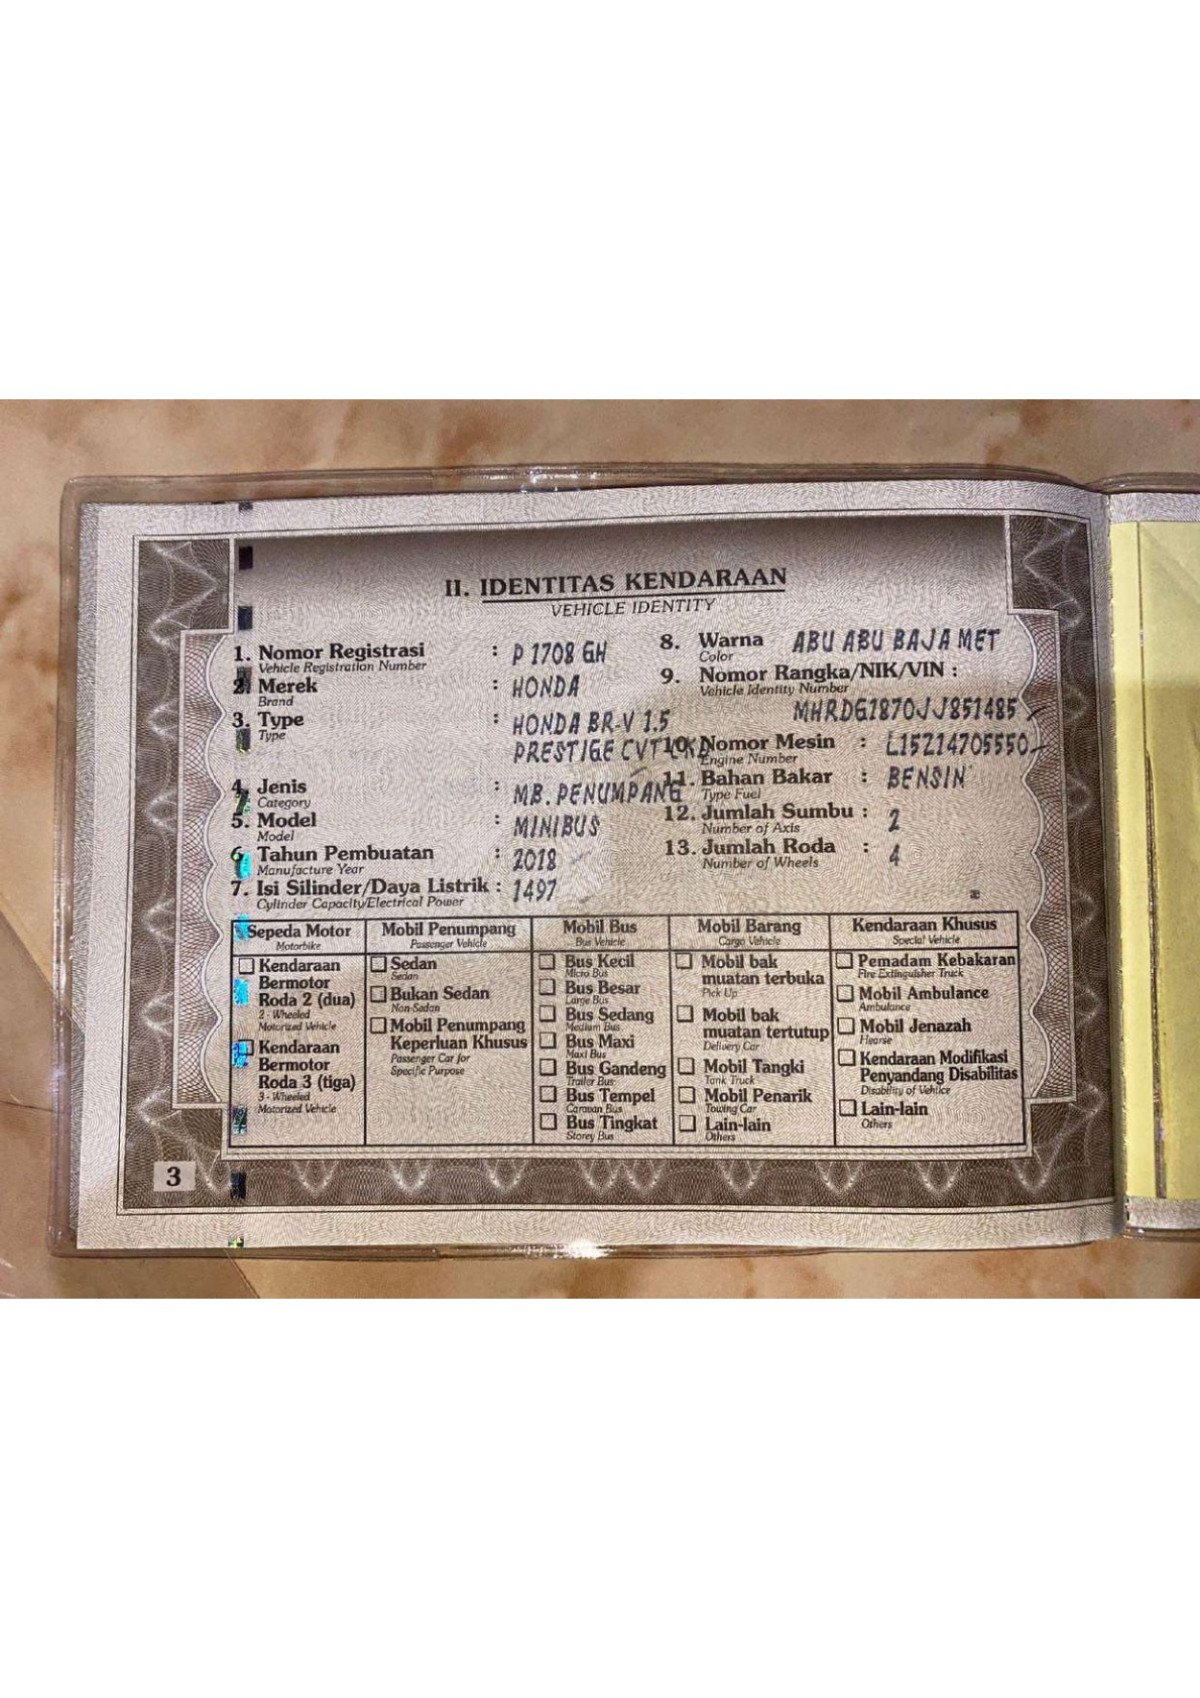 II. IDENTITAS KENDARAAN
VEHICLE IDENTITY
1. Nomor Registrasi : P 1708 GH
Vehicle Registration Number
2. Merek : HONDA
Brand
3. Type : HONDA BR-V 1.5
Type
PRESTIGE CVT CKD
4. Jenis : MB. PENUMPANG
Category
5. Model : MINIBUS
Model
6. Tahun Pembuatan : 2018
Manufacture Year
7. Isi Silinder/Daya Listrik : 1497
Cylinder Capacity/Electrical Power
8. Warna ABU ABU BAJA MET
Color
9. Nomor Rangka/NIK/VIN :
Vehicle Identity Number
MHRDG1870JJ851485
10. Nomor Mesin : L15Z14705550
Engine Number
11. Bahan Bakar : BENSIN
Type Fuel
12. Jumlah Sumbu : 2
Number of Axis
13. Jumlah Roda : 4
Number of Wheels
æ
Sepeda Motor
Motorbike
Kendaraan
Bermotor
Roda 2 (dua)
2 - Wheeled
Motorized Vehicle
Kendaraan
Bermotor
Roda 3 (tiga)
3 - Wheeled
Motorized Vehicle
Mobil Penumpang
Passenger Vehicle
Sedan
Sedan
Bukan Sedan
Non-Sedan
Mobil Penumpang
Keperluan Khusus
Passenger Car for
Specific Purpose
Mobil Bus
Bus Vehicle
Bus Kecil
Micro Bus
Bus Besar
Large Bus
Bus Sedang
Medium Bus
Bus Maxi
Maxi Bus
Bus Gandeng
Trailer Bus
Bus Tempel
Caravan Bus
Bus Tingkat
Storey Bus
Mobil Barang
Cargo Vehicle
Mobil bak
muatan terbuka
Pick Up
Mobil bak
muatan tertutup
Delivery Car
Mobil Tangki
Tank Truck
Mobil Penarik
Towing Car
Lain-lain
Others
Kendaraan Khusus
Special Vehicle
Pemadam Kebakaran
Fire Extinguisher Truck
Mobil Ambulance
Ambulance
Mobil Jenazah
Hearse
Kendaraan Modifikasi
Penyandang Disabilitas
Disability of Vehlice
Lain-lain
Others
3